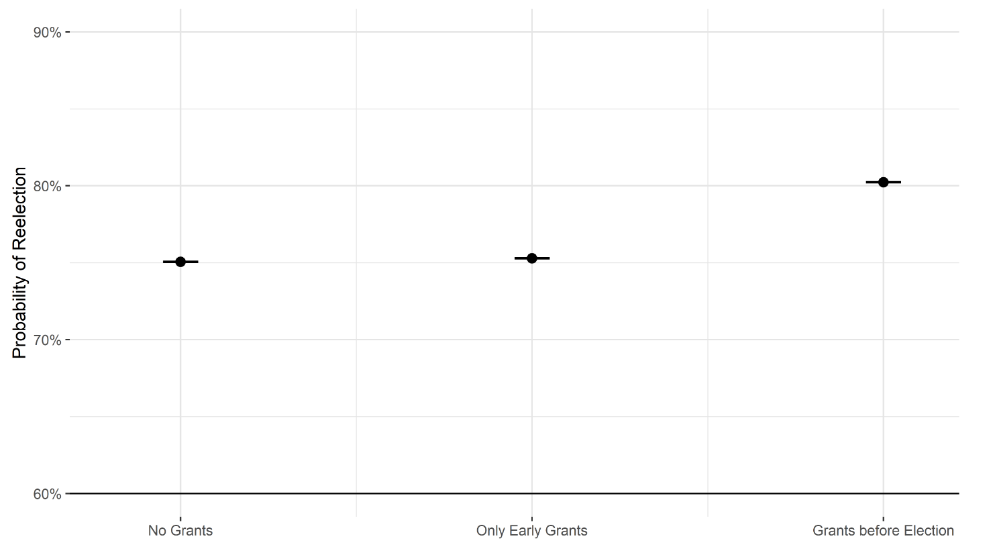 Probability of Reelection
90%
80%
70%
60%
No Grants
Only Early Grants
Grants before Election